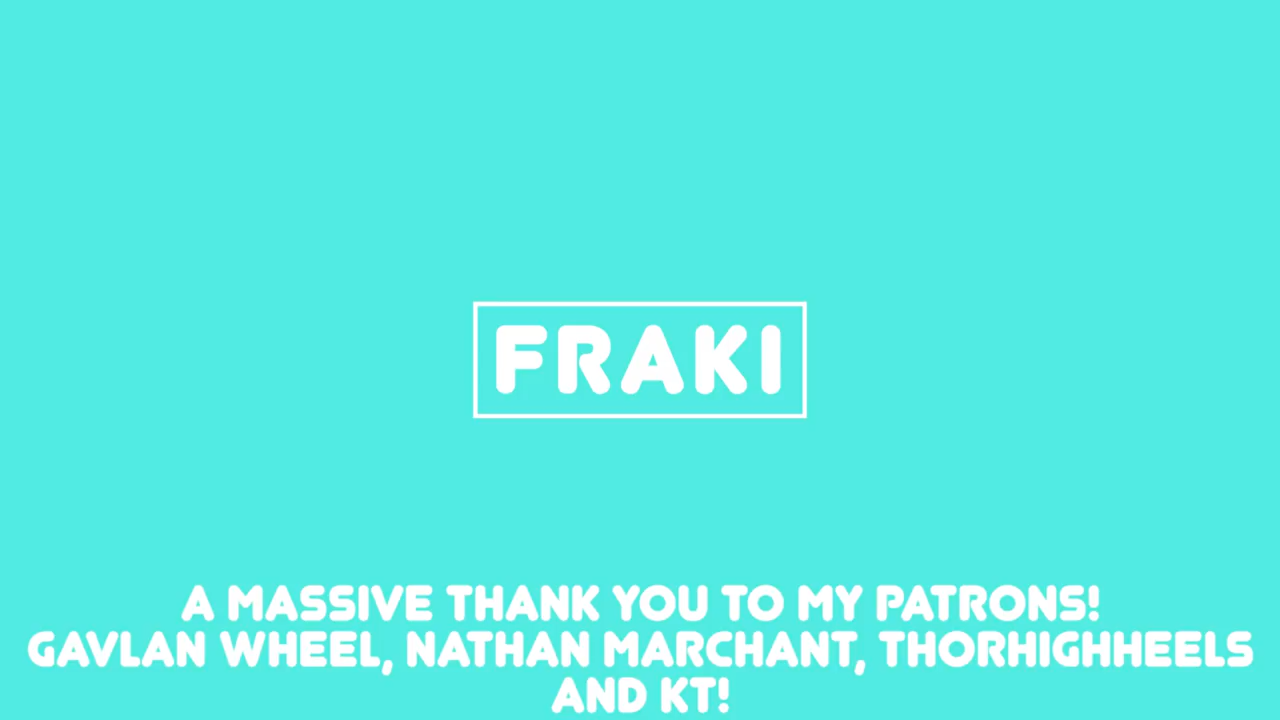 FRAKI
A MASSIVE THANK YOU TO MY PATRONS!
GAVLAN WHEEL, NATHAN MARCHANT, THORHIGHHEELS
AND KT!